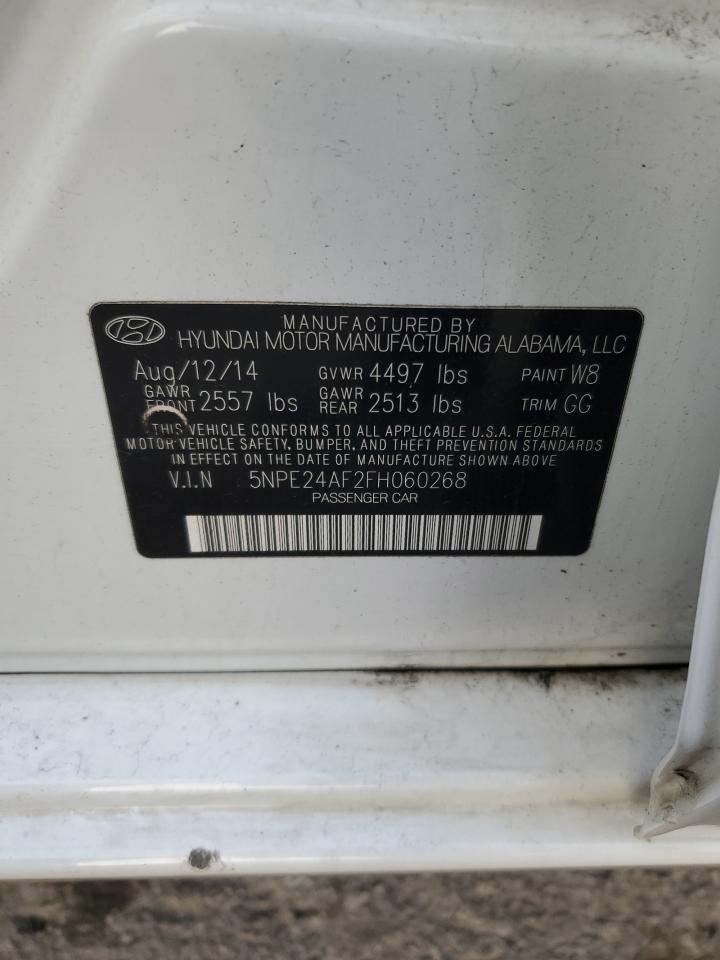 MANUFACTURED BY
HYUNDAI MOTOR MANUFACTURING ALABAMA, LLC
Aug/12/14 GVWR 4497 lbs PAINT W8
GAWR FRONT 2557 lbs GAWR REAR 2513 lbs TRIM GG
THIS VEHICLE CONFORMS TO ALL APPLICABLE U.S.A. FEDERAL
MOTOR VEHICLE SAFETY, BUMPER, AND THEFT PREVENTION STANDARDS
IN EFFECT ON THE DATE OF MANUFACTURE SHOWN ABOVE
V.I.N 5NPE24AF2FH060268
PASSENGER CAR